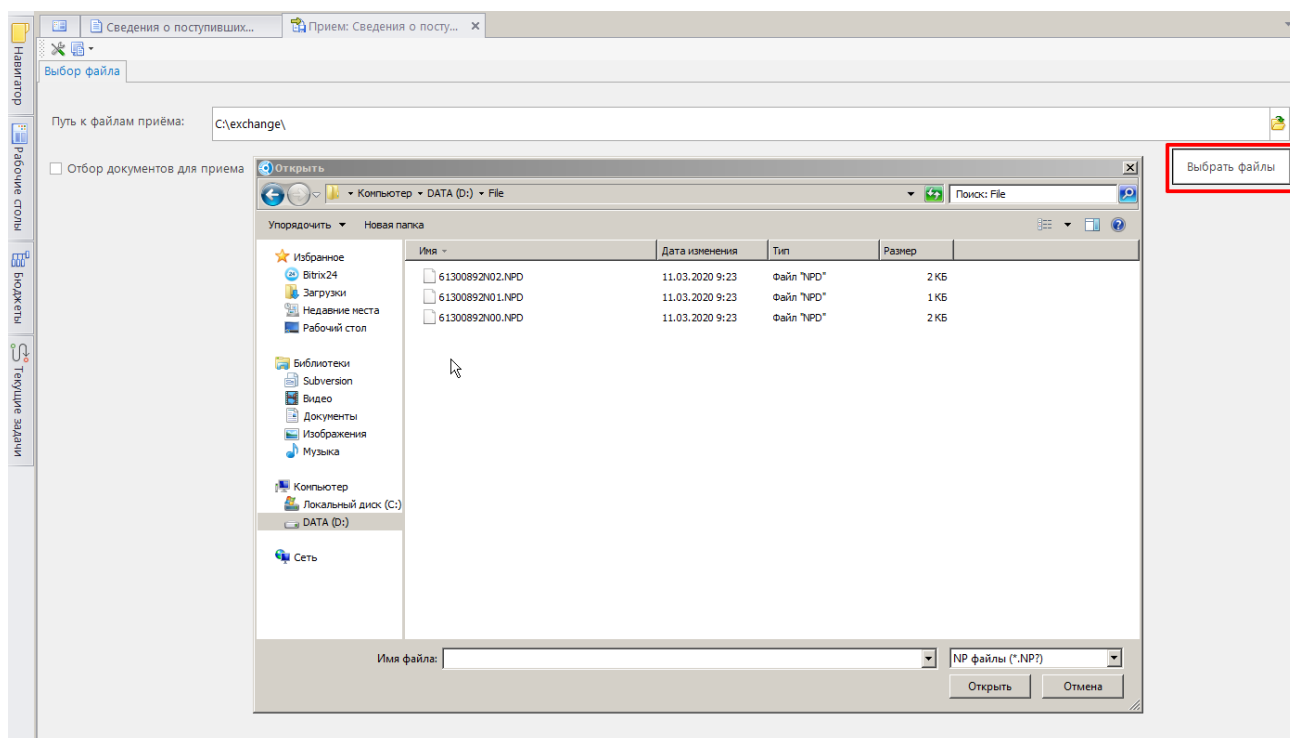 Сведения о поступивших...
Прием: Сведения о посту...
Навигатор
Рабочие столы
Бюджеты
Текущие задачи
Выбор файла
Путь к файлам приёма:
C:\exchange\
Отбор документов для приема
Выбрать файлы
Открыть
Компьютер
DATA (D:)
File
Поиск: File
Упорядочить
Новая папка
Избранное
Bitrix24
Загрузки
Недавние места
Рабочий стол
Библиотеки
Subversion
Видео
Документы
Изображения
Музыка
Компьютер
Локальный диск (C:)
DATA (D:)
Сеть
Имя Дата изменения Тип Размер
61300892N02.NPD 11.03.2020 9:23 Файл "NPD" 2 КБ
61300892N01.NPD 11.03.2020 9:23 Файл "NPD" 1 КБ
61300892N00.NPD 11.03.2020 9:23 Файл "NPD" 2 КБ
Имя файла:
NP файлы (*.NP?)
Открыть
Отмена